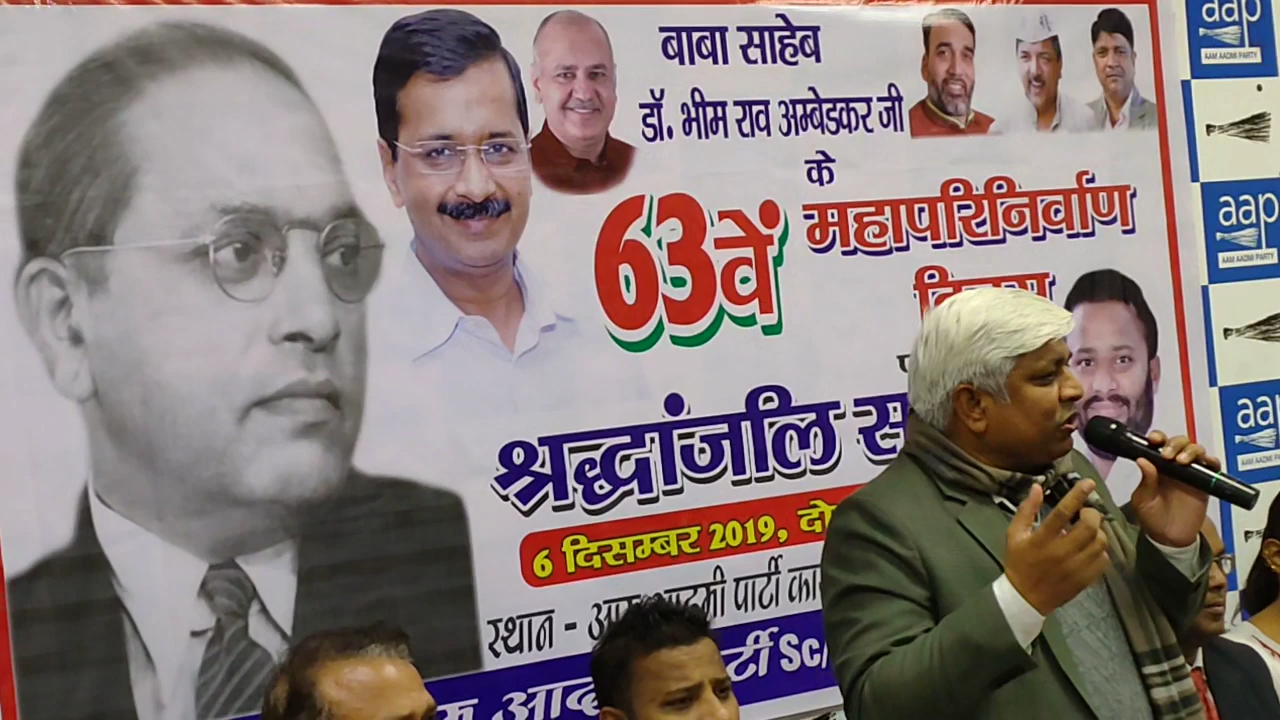 बाबा साहेब
डॉ. भीम राव अम्बेडकर जी
के
63वें महापरिनिर्वाण
श्रद्धांजलि
6 दिसम्बर 2019,
स्थान - पार्टी
Sc/
aap
AAM AADMI PARTY
aap
AAM AADMI PARTY
aap
AAM AADMI PARTY